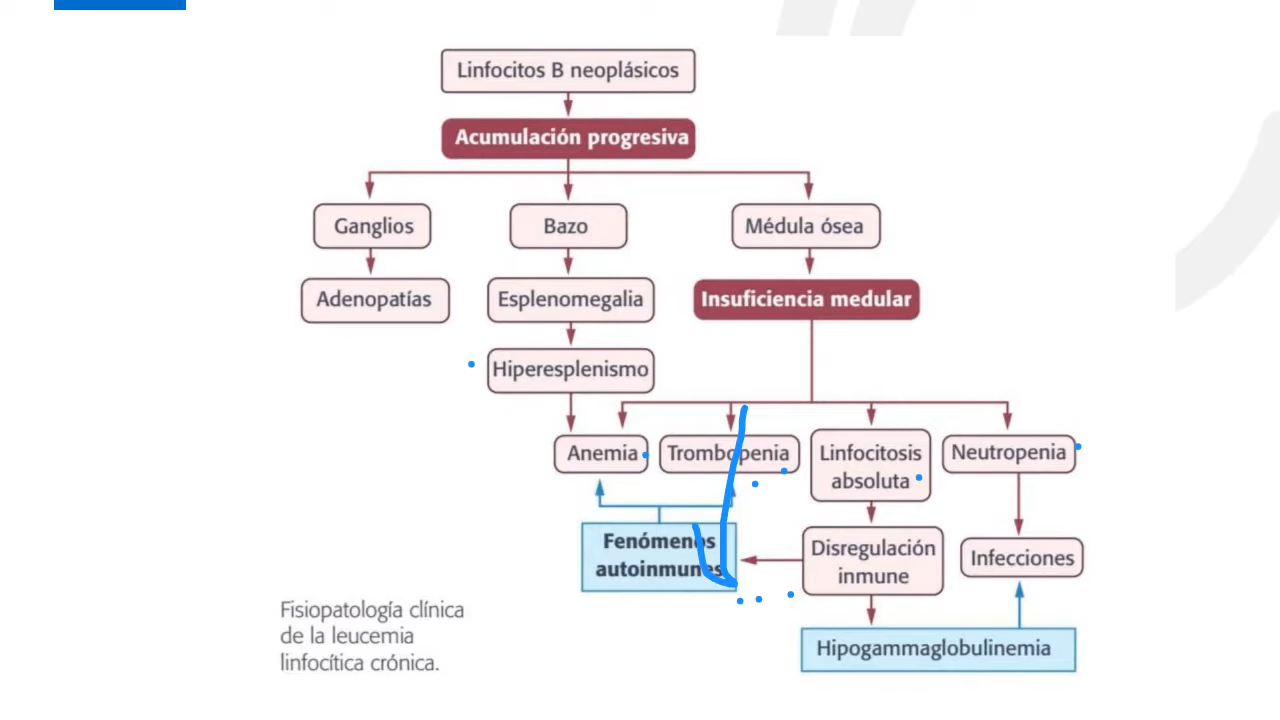 Linfocitos B neoplásicos
Acumulación progresiva
Ganglios
Bazo
Médula ósea
Adenopatías
Esplenomegalia
Insuficiencia medular
Hiperesplenismo
Anemia
Trombopenia
Linfocitosis
absoluta
Neutropenia
Fenómenos
autoinmunes
Disregulación
inmune
Infecciones
Hipogammaglobulinemia
Fisiopatología clínica
de la leucemia
linfocítica crónica.